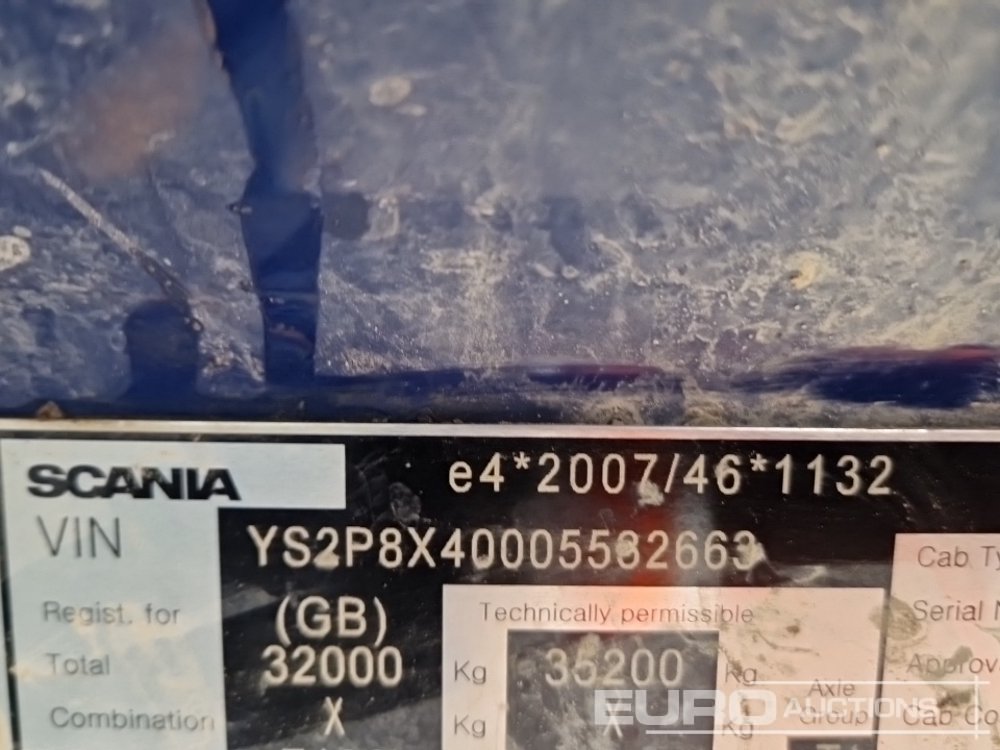 SCANIA e4*2007/46*1132
VIN YS2P8X40005582663
Regist. for (GB) Technically permissible Cab Ty
Total 32000 Kg 35200 Kg Serial
Combination X Kg X Kg Axle Group Approv
Cab Co
EURO AUCTIONS